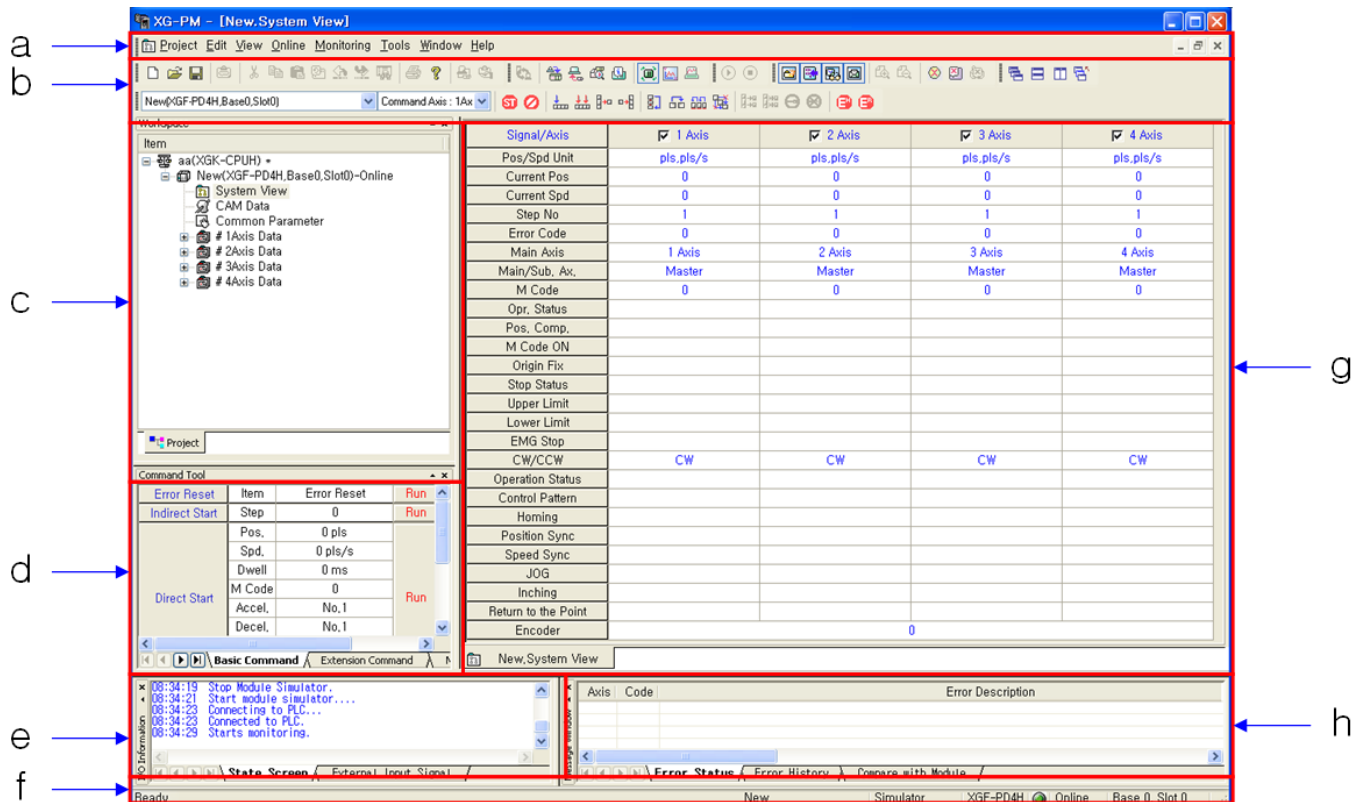 XG-PM - [New,System View]
a
Project Edit View Online Monitoring Tools Window Help
b
New(XGF-PD4H,Base0,Slot0) Command Axis : 1Ax
Workspace
Item
aa(XGK-CPUH) *
New(XGF-PD4H,Base0,Slot0)-Online
System View
CAM Data
Common Parameter
# 1Axis Data
# 2Axis Data
# 3Axis Data
# 4Axis Data
c
Project
Command Tool
Error Reset Item Error Reset Run
Indirect Start Step 0 Run
Direct Start Run
Pos, 0 pls
Spd, 0 pls/s
Dwell 0 ms
M Code 0
Accel, No,1
Decel, No,1
d
Basic Command Extension Command
Signal/Axis 1 Axis 2 Axis 3 Axis 4 Axis
Pos/Spd Unit pls,pls/s pls,pls/s pls,pls/s pls,pls/s
Current Pos 0 0 0 0
Current Spd 0 0 0 0
Step No 1 1 1 1
Error Code 0 0 0 0
Main Axis 1 Axis 2 Axis 3 Axis 4 Axis
Main/Sub, Ax, Master Master Master Master
M Code 0 0 0 0
Opr, Status
Pos, Comp,
M Code ON
Origin Fix
Stop Status
Upper Limit
Lower Limit
EMG Stop
CW/CCW CW CW CW CW
Operation Status
Control Pattern
Homing
Position Sync
Speed Sync
JOG
Inching
Return to the Point
Encoder 0
New,System View
g
08:34:19 Stop Module Simulator.
08:34:21 Start module simulator....
08:34:23 Connecting to PLC...
08:34:23 Connected to PLC.
08:34:29 Starts monitoring.
I/O Information
State Screen External Input Signal
e
Axis Code Error Description
Message Window
Error Status Error History Compare with Module
h
f
Ready New Simulator XGF-PD4H Online Base 0, Slot 0